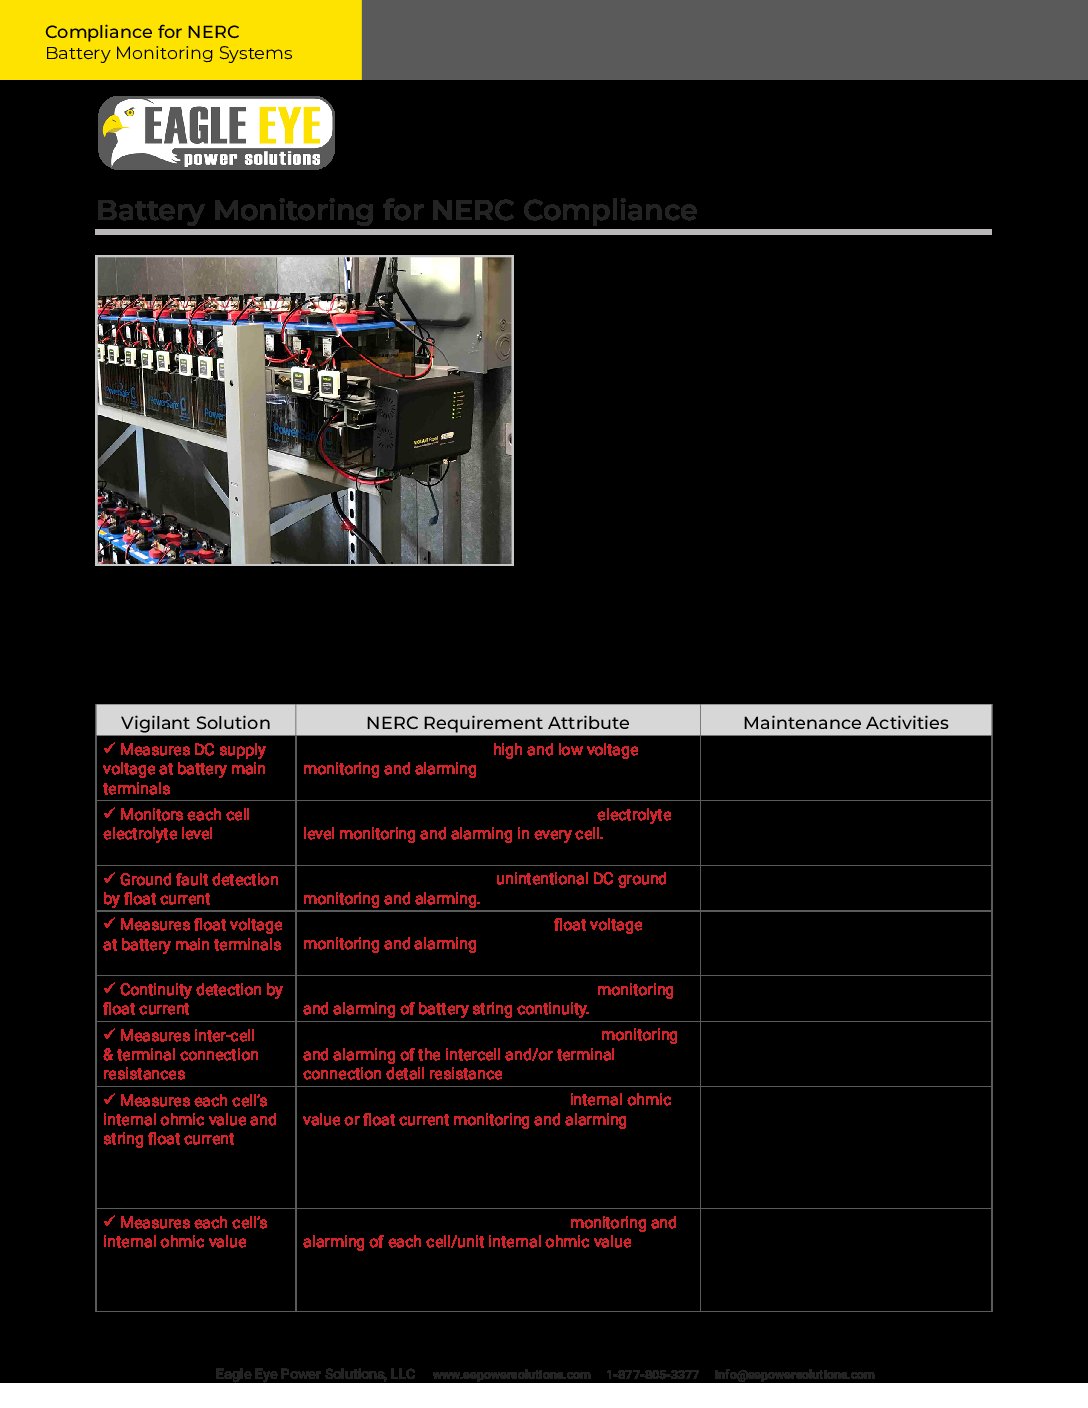 Compliance for NERC
Battery Monitoring Systems
EAGLE EYE
power solutions
Battery Monitoring for NERC Compliance
Vigilant Solution
NERC Requirement Attribute
Maintenance Activities
✓ Measures DC supply
voltage at battery main
terminals
high and low voltage
monitoring and alarming
✓ Monitors each cell
electrolyte level
electrolyte
level monitoring and alarming in every cell.
✓ Ground fault detection
by float current
unintentional DC ground
monitoring and alarming.
✓ Measures float voltage
at battery main terminals
float voltage
monitoring and alarming
✓ Continuity detection by
float current
monitoring
and alarming of battery string continuity.
✓ Measures inter-cell
& terminal connection
resistances
monitoring
and alarming of the intercell and/or terminal
connection detail resistance
✓ Measures each cell's
internal ohmic value and
string float current
internal ohmic
value or float current monitoring and alarming
✓ Measures each cell's
internal ohmic value
monitoring and
alarming of each cell/unit internal ohmic value
Eagle Eye Power Solutions, LLC www.eepowersolutions.com 1-877-805-3377 info@eepowersolutions.com